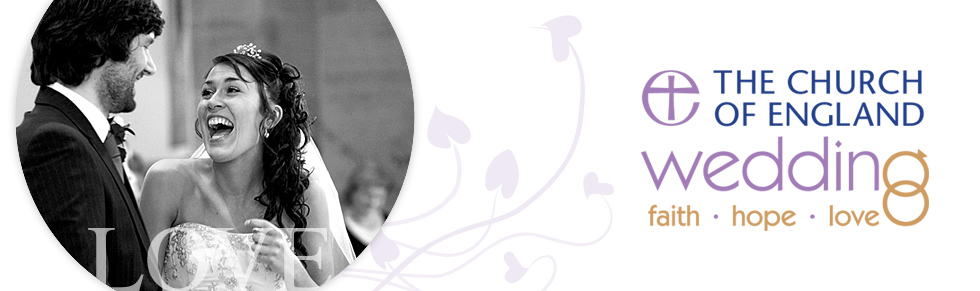 LOVE
THE CHURCH
OF ENGLAND
wedding
faith · hope · love